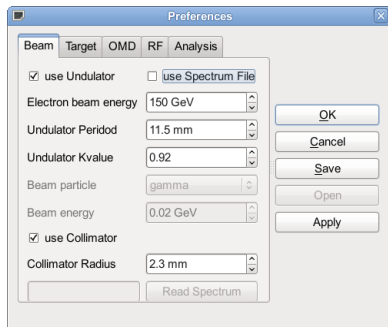 Preferences
Beam Target OMD RF Analysis
use Undulator use Spectrum File
Electron beam energy 150 GeV
Undulator Peridod 11.5 mm
Undulator Kvalue 0.92
Beam particle gamma
Beam energy 0.02 GeV
use Collimator
Collimator Radius 2.3 mm
Read Spectrum
OK
Cancel
Save
Open
Apply